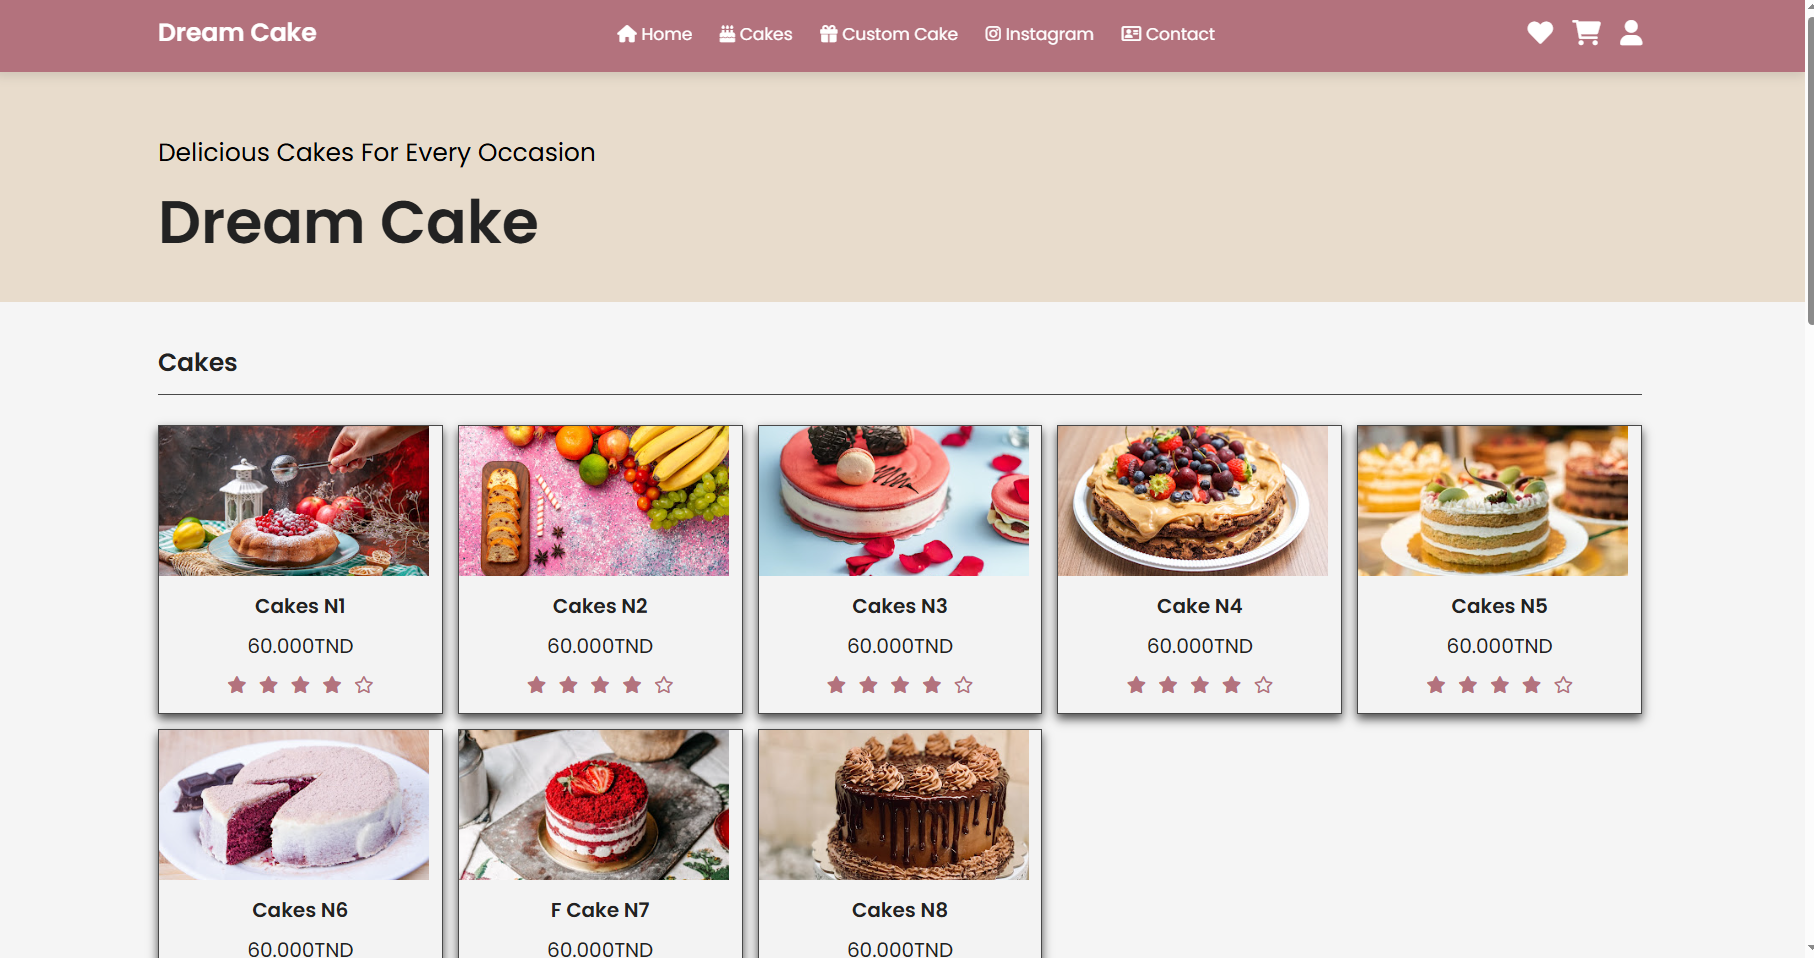 Dream Cake
Home Cakes Custom Cake Instagram Contact
Delicious Cakes For Every Occasion
Dream Cake
Cakes
Cakes N1
60.000TND
Cakes N2
60.000TND
Cakes N3
60.000TND
Cake N4
60.000TND
Cakes N5
60.000TND
Cakes N6
60.000TND
F Cake N7
60.000TND
Cakes N8
60.000TND